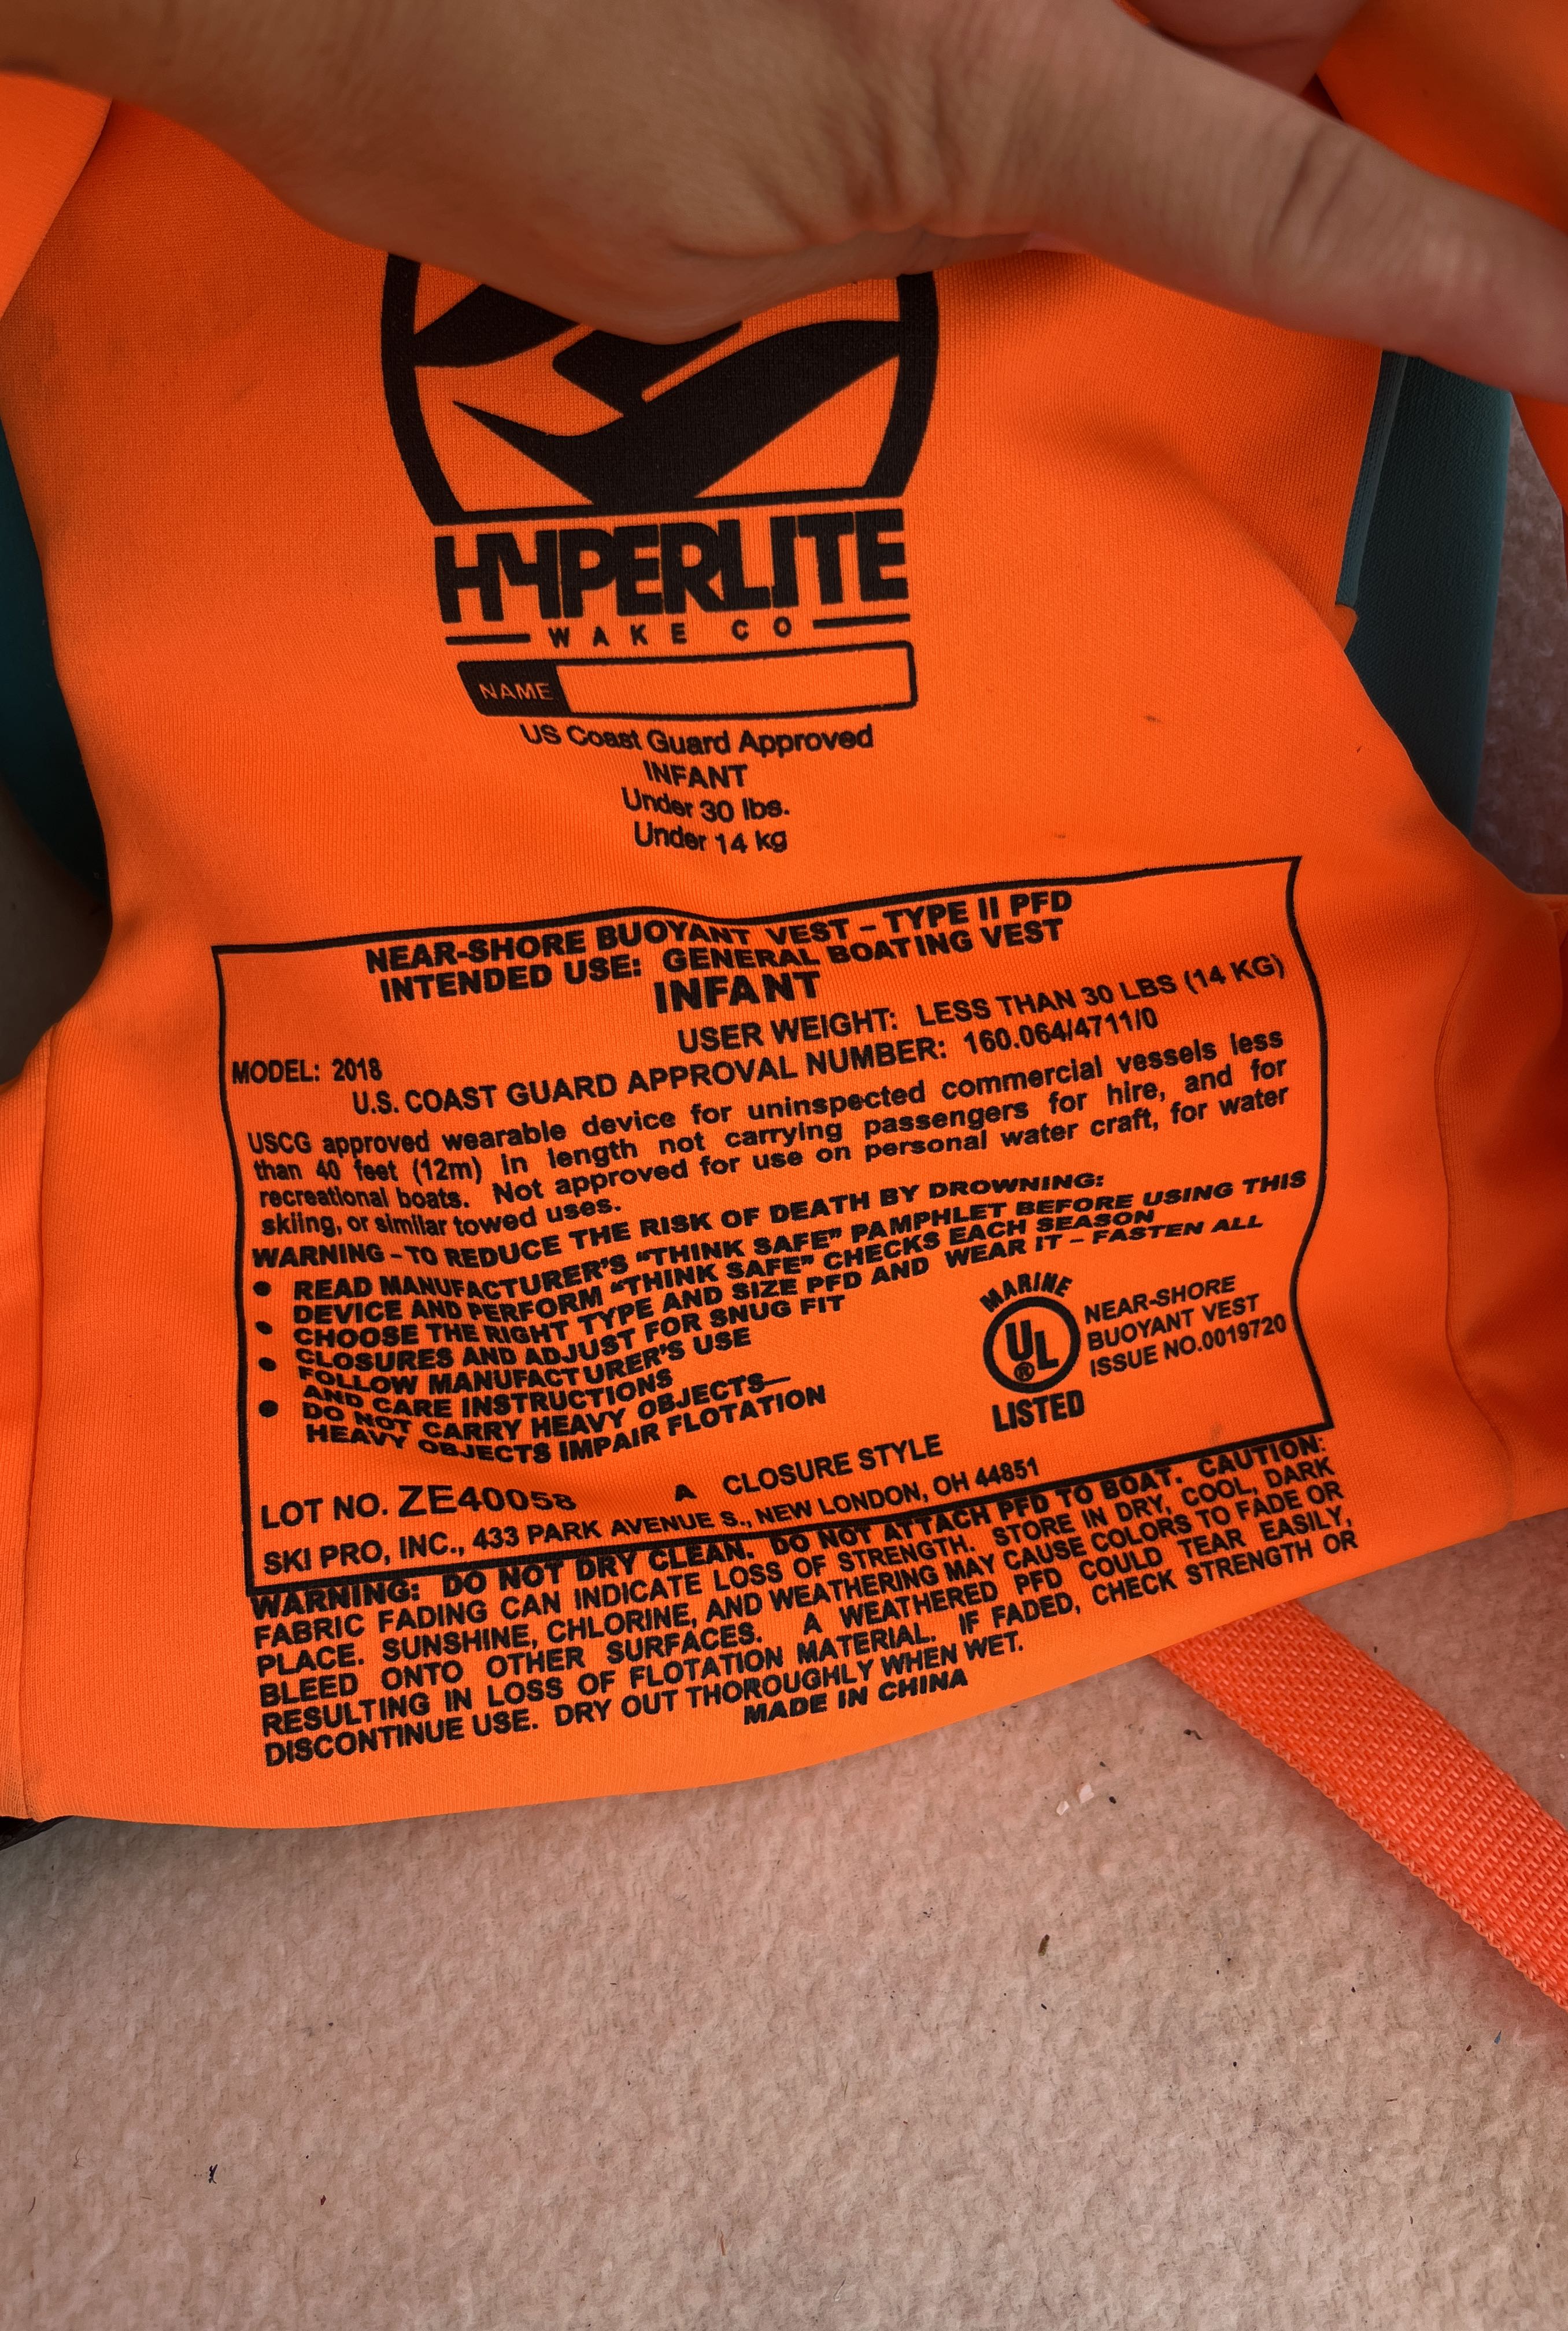 HYPERLITE
WAKE CO
NAME
US Coast Guard Approved
INFANT
Under 30 lbs.
Under 14 kg
NEAR-SHORE BUOYANT VEST – TYPE II PFD
INTENDED USE: GENERAL BOATING VEST
INFANT
USER WEIGHT: LESS THAN 30 LBS (14 KG)
MODEL: 2018
U.S. COAST GUARD APPROVAL NUMBER: 160.064/4711/0
USCG approved wearable device for uninspected commercial vessels less
than 40 feet (12m) in length not carrying passengers for hire, and for
recreational boats. Not approved for use on personal water craft, for water
skiing, or similar towed uses.
WARNING – TO REDUCE THE RISK OF DEATH BY DROWNING:
• READ MANUFACTURER'S "THINK SAFE" PAMPHLET BEFORE USING THIS
DEVICE AND PERFORM "THINK SAFE" CHECKS EACH SEASON
• CHOOSE THE RIGHT TYPE AND SIZE PFD AND WEAR IT – FASTEN ALL
CLOSURES AND ADJUST FOR SNUG FIT
• FOLLOW MANUFACTURER'S USE
AND CARE INSTRUCTIONS
• DO NOT CARRY HEAVY OBJECTS—
HEAVY OBJECTS IMPAIR FLOTATION
MARINE
UL
®
LISTED
NEAR-SHORE
BUOYANT VEST
ISSUE NO.0019720
LOT NO. ZE40058
A CLOSURE STYLE
SKI PRO, INC., 433 PARK AVENUE S., NEW LONDON, OH 44851
WARNING: DO NOT DRY CLEAN. DO NOT ATTACH PFD TO BOAT. CAUTION:
FABRIC FADING CAN INDICATE LOSS OF STRENGTH. STORE IN DRY, COOL, DARK
PLACE. SUNSHINE, CHLORINE, AND WEATHERING MAY CAUSE COLORS TO FADE OR
BLEED ONTO OTHER SURFACES. A WEATHERED PFD COULD TEAR EASILY,
RESULTING IN LOSS OF FLOTATION MATERIAL. IF FADED, CHECK STRENGTH OR
DISCONTINUE USE. DRY OUT THOROUGHLY WHEN WET.
MADE IN CHINA